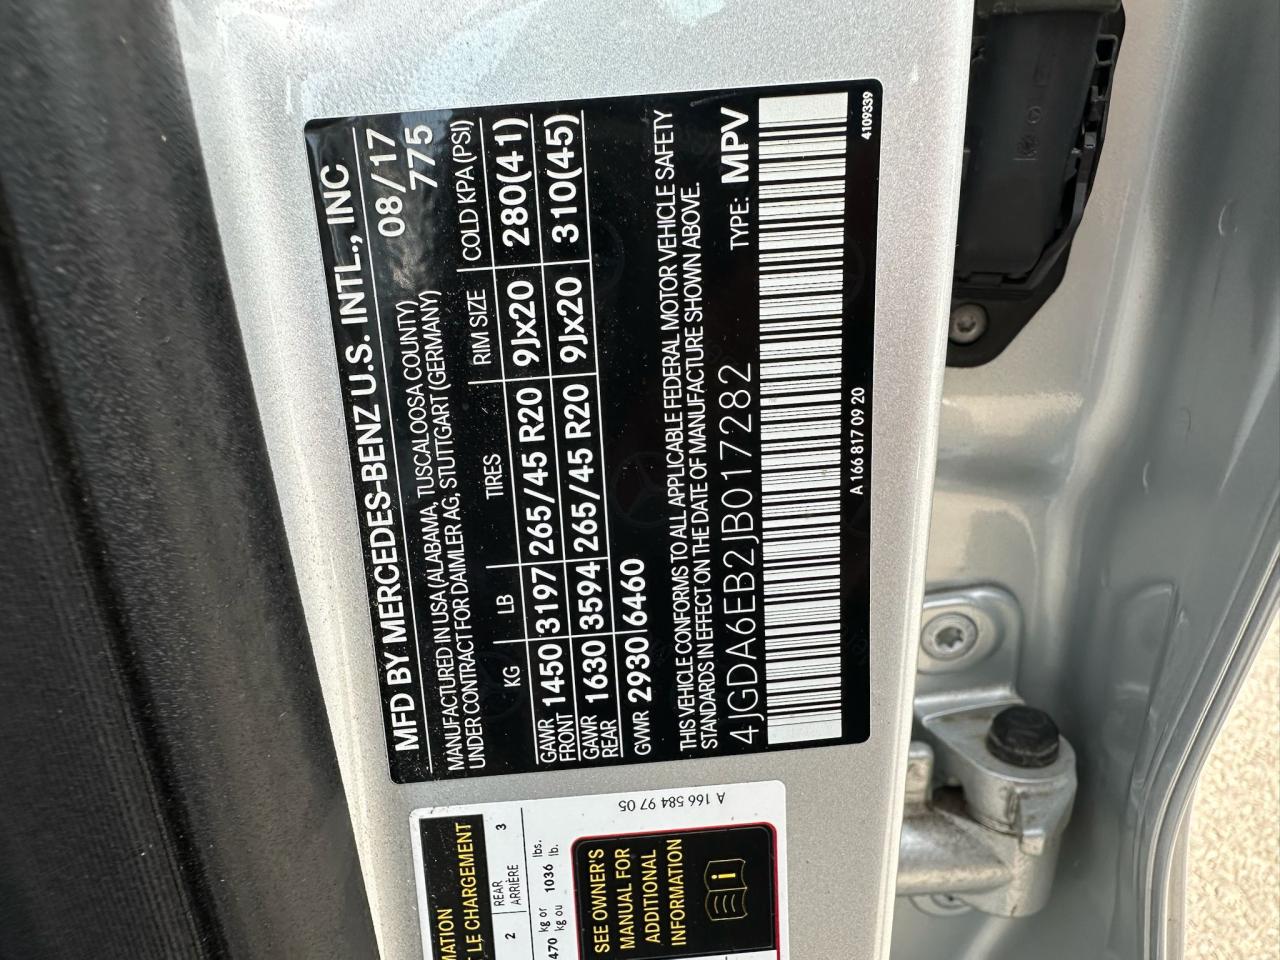 MFD BY MERCEDES-BENZ U.S. INTL., INC
MANUFACTURED IN USA (ALABAMA, TUSCALOOSA COUNTY) 08/17
UNDER CONTRACT FOR DAIMLER AG, STUTTGART (GERMANY) 775
KG LB TIRES RIM SIZE COLD KPA (PSI)
GAWR FRONT 1450 3197 265/45 R20 9Jx20 280(41)
GAWR REAR 1630 3594 265/45 R20 9Jx20 310(45)
GVWR 2930 6460
THIS VEHICLE CONFORMS TO ALL APPLICABLE FEDERAL MOTOR VEHICLE SAFETY
STANDARDS IN EFFECT ON THE DATE OF MANUFACTURE SHOWN ABOVE.
4JGDA6EB2JB017282 TYPE: MPV
A 166 817 09 20 4109339
MATION
T LE CHARGEMENT
2 REAR ARRIÈRE 3
470 kg or kg ou 1036 lbs. lb.
SEE OWNER'S
MANUAL FOR
ADDITIONAL
INFORMATION
A 166 584 97 05